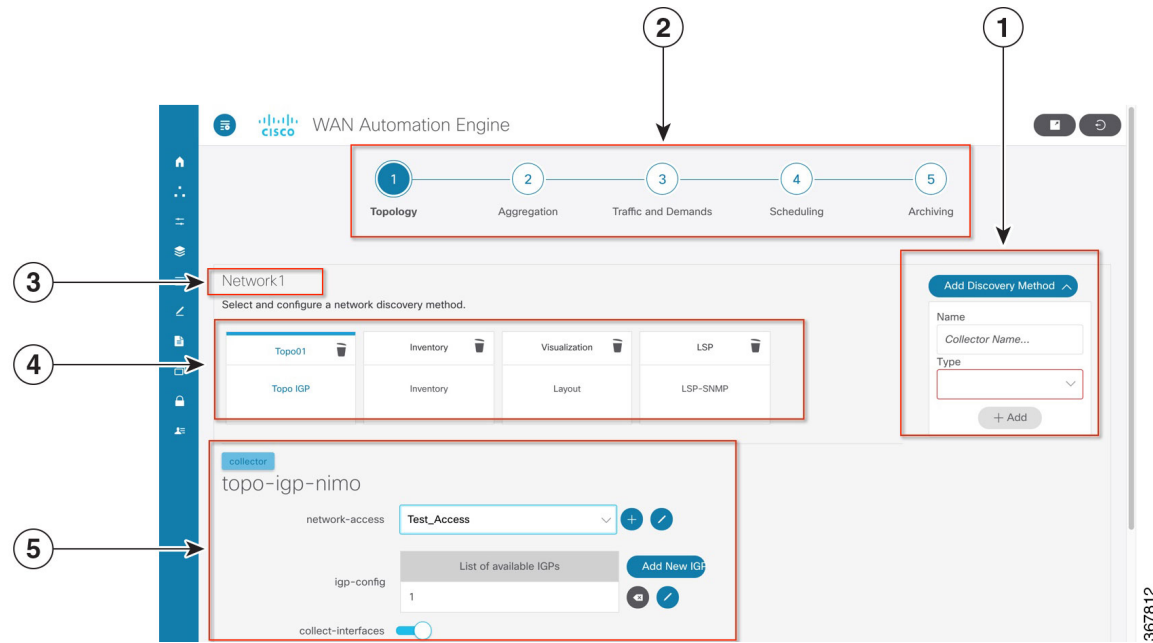 2
1
CISCO
WAN Automation Engine
1
2
3
4
5
Topology
Aggregation
Traffic and Demands
Scheduling
Archiving
3
Network1
Select and configure a network discovery method.
Add Discovery Method
Name
Collector Name...
Type
+ Add
4
Topo01
Inventory
Visualization
LSP
Topo IGP
Inventory
Layout
LSP-SNMP
5
collector
topo-igp-nimo
network-access
Test_Access
igp-config
List of available IGPs
Add New IGP
1
collect-interfaces
367812